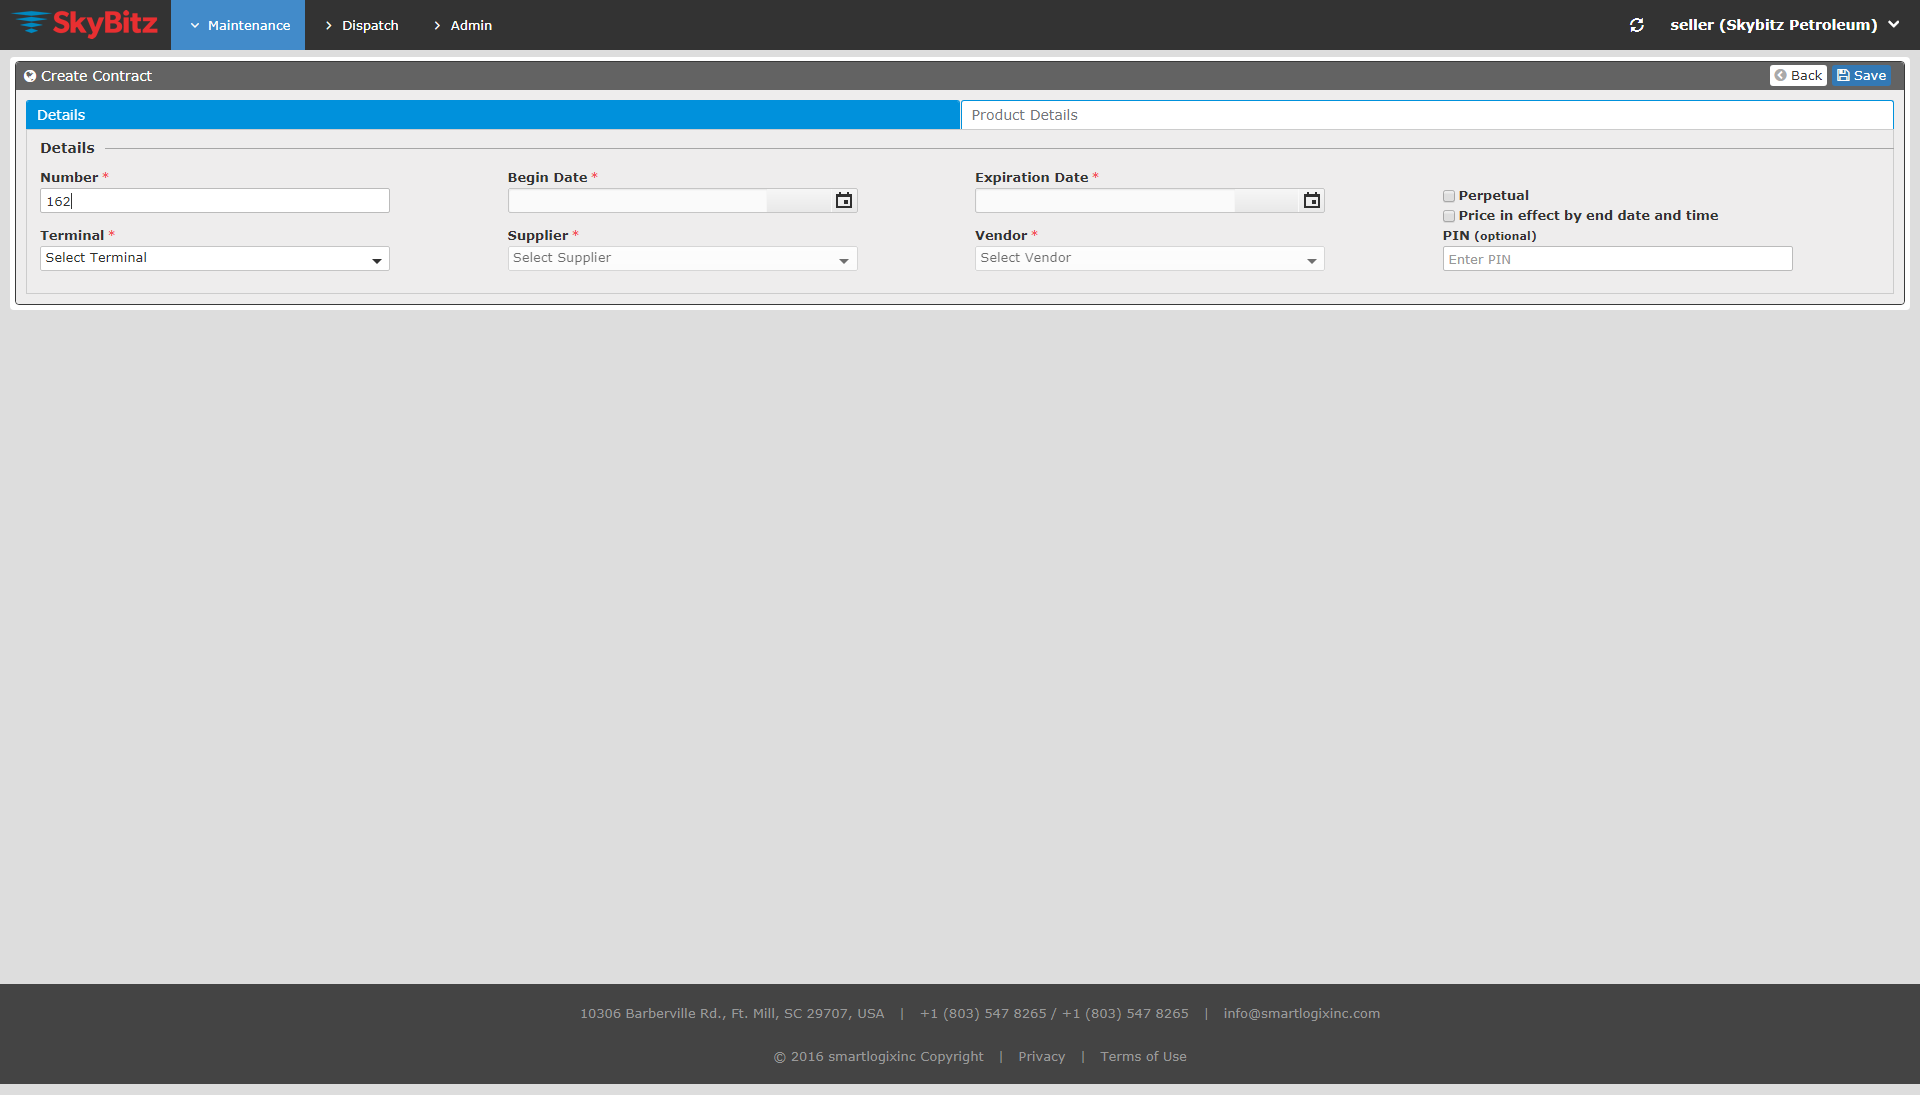 SkyBitz Maintenance Dispatch Admin seller (Skybitz Petroleum)
Create Contract Back Save
Details Product Details
Details
Number * Begin Date * Expiration Date *
162 Perpetual
Price in effect by end date and time
Terminal * Supplier * Vendor * PIN (optional)
Select Terminal Select Supplier Select Vendor Enter PIN
10306 Barberville Rd., Ft. Mill, SC 29707, USA | +1 (803) 547 8265 / +1 (803) 547 8265 | info@smartlogixinc.com
© 2016 smartlogixinc Copyright | Privacy | Terms of Use